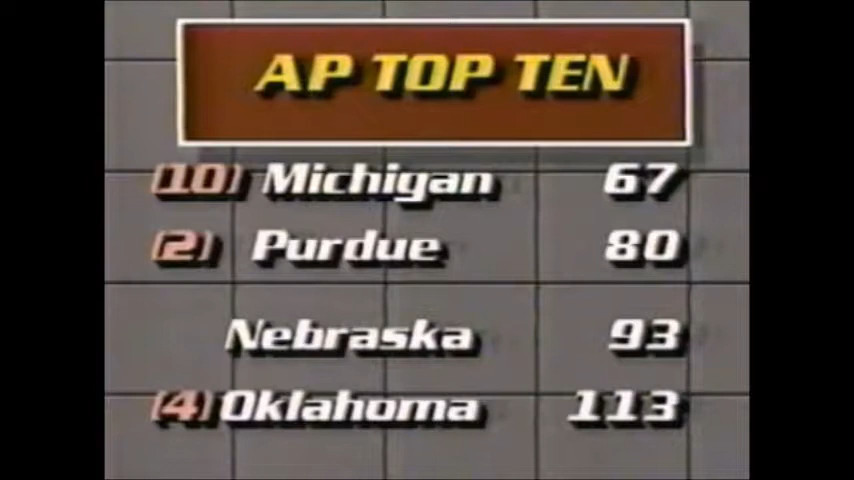 AP TOP TEN
(10) Michigan 67
(2) Purdue 80
Nebraska 93
(4) Oklahoma 113